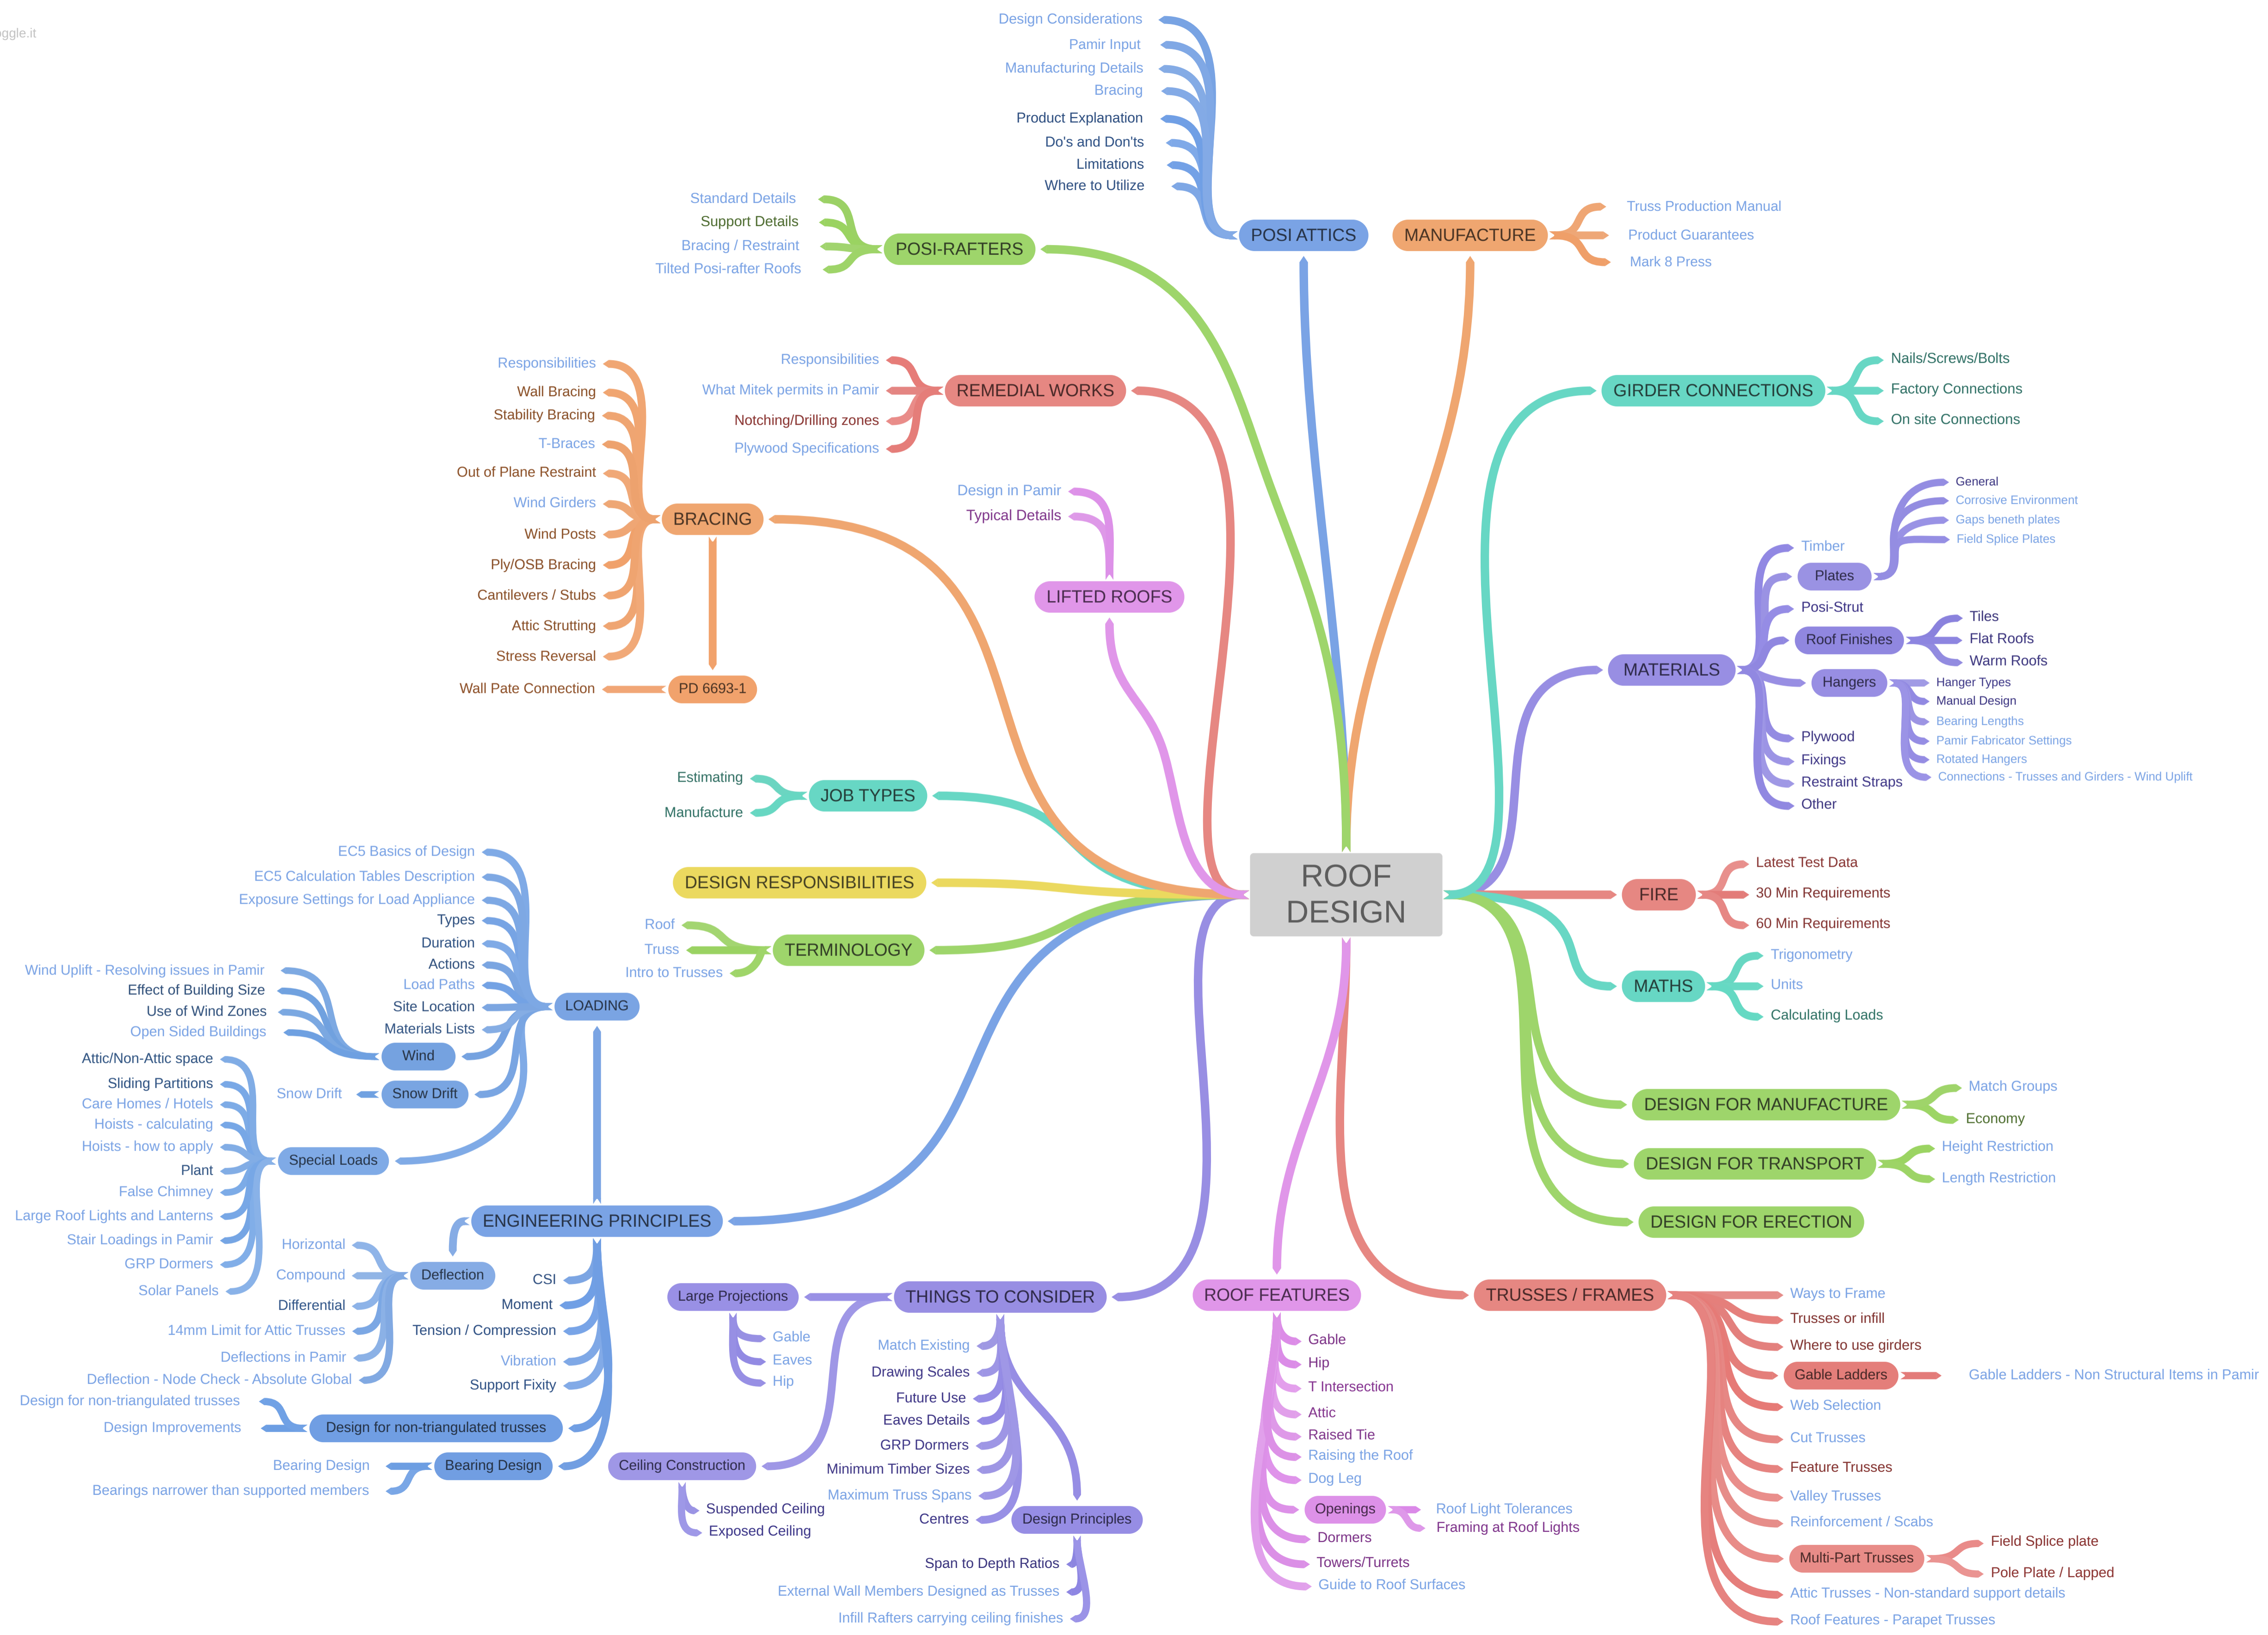 oggle.it
Design Considerations
Pamir Input
Manufacturing Details
Bracing
Product Explanation
Do's and Don'ts
Limitations
Where to Utilize
POSI ATTICS
MANUFACTURE
Truss Production Manual
Product Guarantees
Mark 8 Press
Standard Details
Support Details
Bracing / Restraint
Tilted Posi-rafter Roofs
POSI-RAFTERS
Responsibilities
What Mitek permits in Pamir
Notching/Drilling zones
Plywood Specifications
REMEDIAL WORKS
GIRDER CONNECTIONS
Nails/Screws/Bolts
Factory Connections
On site Connections
Responsibilities
Wall Bracing
Stability Bracing
T-Braces
Out of Plane Restraint
Wind Girders
Wind Posts
Ply/OSB Bracing
Cantilevers / Stubs
Attic Strutting
Stress Reversal
BRACING
PD 6693-1
Wall Pate Connection
Design in Pamir
Typical Details
LIFTED ROOFS
MATERIALS
Timber
Plates
General
Corrosive Environment
Gaps beneth plates
Field Splice Plates
Posi-Strut
Roof Finishes
Tiles
Flat Roofs
Warm Roofs
Hangers
Hanger Types
Manual Design
Bearing Lengths
Pamir Fabricator Settings
Rotated Hangers
Connections - Trusses and Girders - Wind Uplift
Plywood
Fixings
Restraint Straps
Other
Estimating
Manufacture
JOB TYPES
DESIGN RESPONSIBILITIES
Roof
Truss
Intro to Trusses
TERMINOLOGY
ROOF
DESIGN
FIRE
Latest Test Data
30 Min Requirements
60 Min Requirements
MATHS
Trigonometry
Units
Calculating Loads
EC5 Basics of Design
EC5 Calculation Tables Description
Exposure Settings for Load Appliance
Types
Duration
Actions
Load Paths
Site Location
Materials Lists
LOADING
Wind Uplift - Resolving issues in Pamir
Effect of Building Size
Use of Wind Zones
Open Sided Buildings
Wind
Snow Drift
Snow Drift
Attic/Non-Attic space
Sliding Partitions
Care Homes / Hotels
Hoists - calculating
Hoists - how to apply
Plant
False Chimney
Large Roof Lights and Lanterns
Stair Loadings in Pamir
GRP Dormers
Solar Panels
Special Loads
ENGINEERING PRINCIPLES
Horizontal
Compound
Differential
14mm Limit for Attic Trusses
Deflections in Pamir
Deflection - Node Check - Absolute Global
Deflection
CSI
Moment
Tension / Compression
Vibration
Support Fixity
Design for non-triangulated trusses
Design Improvements
Design for non-triangulated trusses
Bearing Design
Bearings narrower than supported members
Bearing Design
DESIGN FOR MANUFACTURE
Match Groups
Economy
DESIGN FOR TRANSPORT
Height Restriction
Length Restriction
DESIGN FOR ERECTION
THINGS TO CONSIDER
Large Projections
Gable
Eaves
Hip
Ceiling Construction
Suspended Ceiling
Exposed Ceiling
Match Existing
Drawing Scales
Future Use
Eaves Details
GRP Dormers
Minimum Timber Sizes
Maximum Truss Spans
Centres
Design Principles
Span to Depth Ratios
External Wall Members Designed as Trusses
Infill Rafters carrying ceiling finishes
ROOF FEATURES
Gable
Hip
T Intersection
Attic
Raised Tie
Raising the Roof
Dog Leg
Openings
Roof Light Tolerances
Framing at Roof Lights
Dormers
Towers/Turrets
Guide to Roof Surfaces
TRUSSES / FRAMES
Ways to Frame
Trusses or infill
Where to use girders
Gable Ladders
Gable Ladders - Non Structural Items in Pamir
Web Selection
Cut Trusses
Feature Trusses
Valley Trusses
Reinforcement / Scabs
Multi-Part Trusses
Field Splice plate
Pole Plate / Lapped
Attic Trusses - Non-standard support details
Roof Features - Parapet Trusses